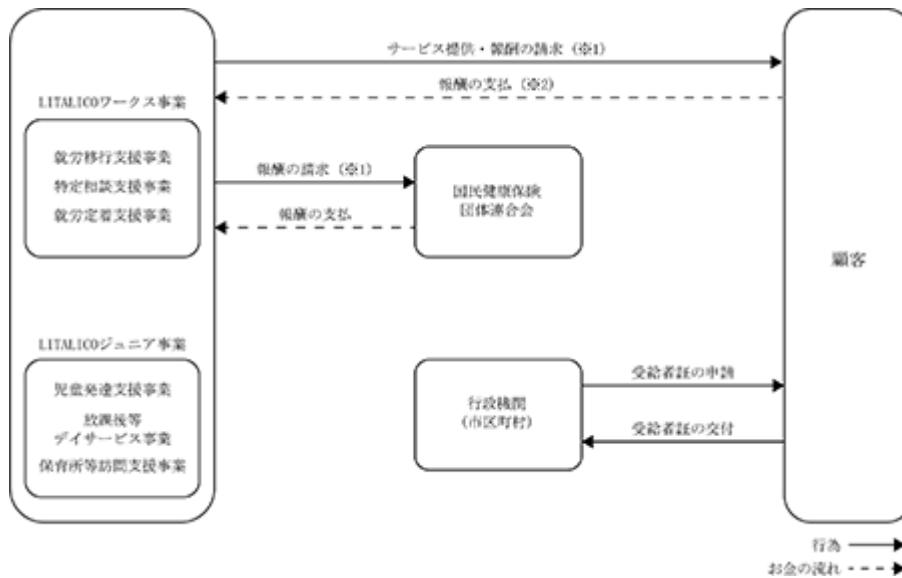 サービス提供・報酬の請求（※1）
報酬の支払（※2）
LITALICOワークス事業
就労移行支援事業
特定相談支援事業
就労定着支援事業
報酬の請求（※1）
報酬の支払
国民健康保険
団体連合会
顧客
LITALICOジュニア事業
児童発達支援事業
放課後等
デイサービス事業
保育所等訪問支援事業
行政機関
（市区町村）
受給者証の申請
受給者証の交付
行為
お金の流れ